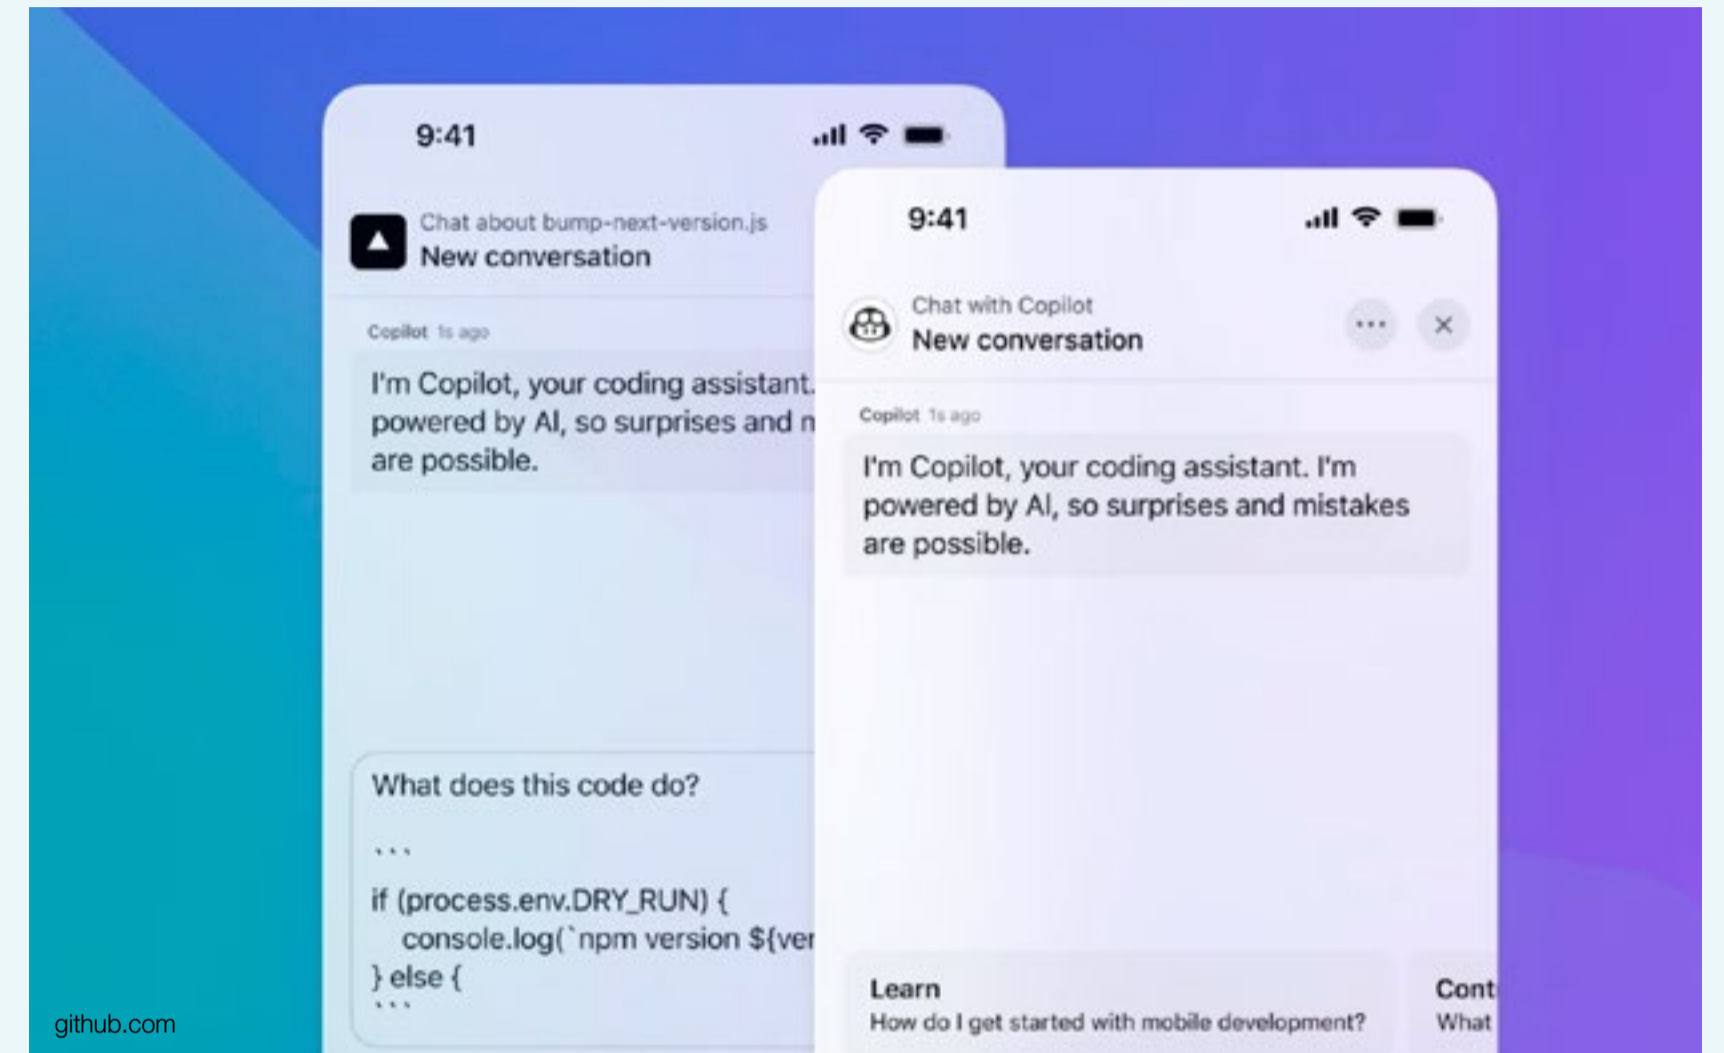 9:41
Chat about bump-next-version.js
New conversation
Copilot 1s ago
I'm Copilot, your coding assistant.
powered by AI, so surprises and m
are possible.
What does this code do?
```
if (process.env.DRY_RUN) {
console.log(`npm version ${ver
} else {
```
9:41
Chat with Copilot
New conversation
Copilot 1s ago
I'm Copilot, your coding assistant. I'm
powered by AI, so surprises and mistakes
are possible.
Learn
How do I get started with mobile development?
Cont
What
github.com